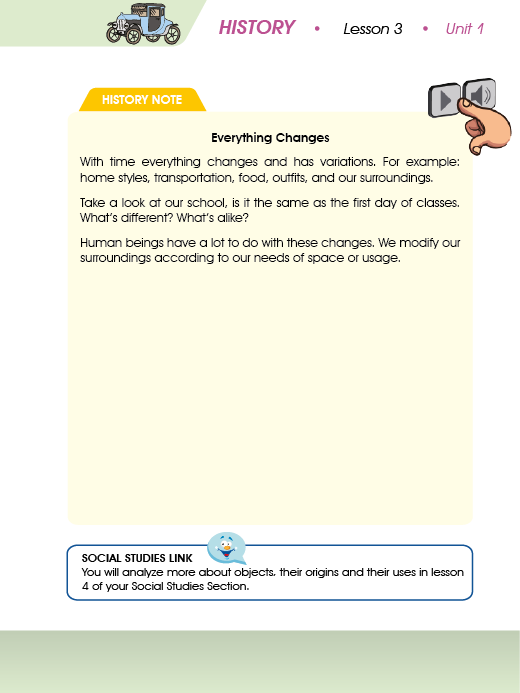 HISTORY • Lesson 3 • Unit 1
HISTORY NOTE
Everything Changes
With time everything changes and has variations. For example:
home styles, transportation, food, outfits, and our surroundings.
Take a look at our school, is it the same as the first day of classes.
What's different? What's alike?
Human beings have a lot to do with these changes. We modify our
surroundings according to our needs of space or usage.
SOCIAL STUDIES LINK
You will analyze more about objects, their origins and their uses in lesson
4 of your Social Studies Section.